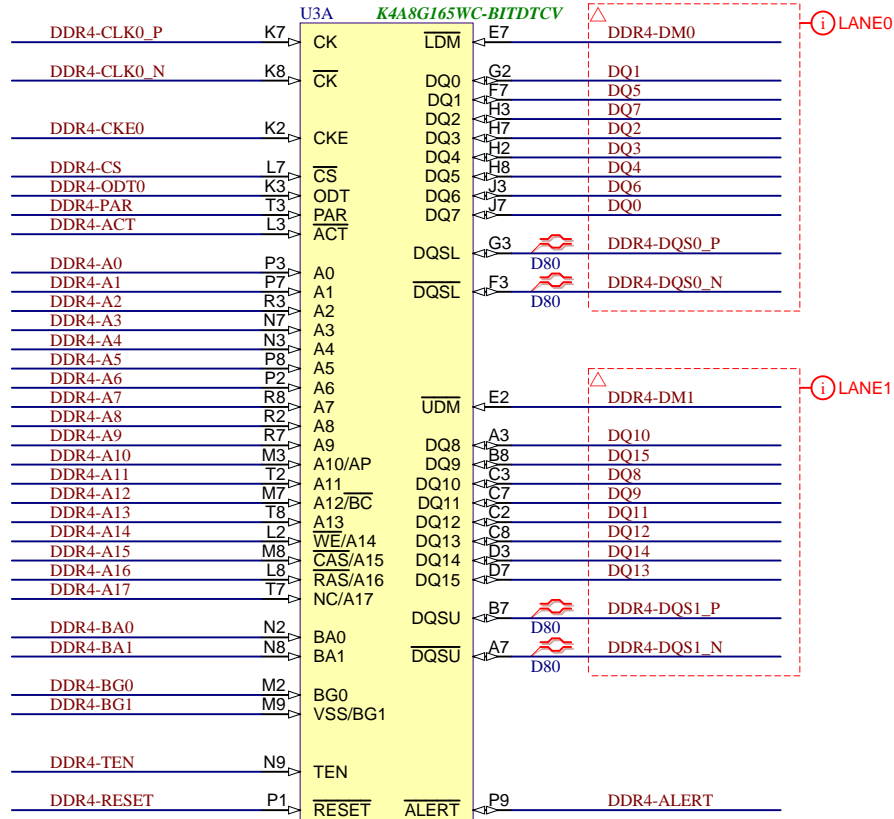 U3A K4A8G165WC-BITDTCV
DDR4-CLK0_P K7 CK LDM E7 DDR4-DM0 i LANE0
DDR4-CLK0_N K8 CK DQ0 G2 DQ1
DQ1 F7 DQ5
DQ2 H3 DQ7
DDR4-CKE0 K2 CKE DQ3 H7 DQ2
DQ4 H2 DQ3
DDR4-CS L7 CS DQ5 H8 DQ4
DDR4-ODT0 K3 ODT DQ6 J3 DQ6
DDR4-PAR T3 PAR DQ7 J7 DQ0
DDR4-ACT L3 ACT
DQSL G3 D80 DDR4-DQS0_P
DDR4-A0 P3 A0
DDR4-A1 P7 A1 DQSL F3 D80 DDR4-DQS0_N
DDR4-A2 R3 A2
DDR4-A3 N7 A3
DDR4-A4 N3 A4
DDR4-A5 P8 A5
DDR4-A6 P2 A6
DDR4-A7 R8 A7 UDM E2 DDR4-DM1 i LANE1
DDR4-A8 R2 A8
DDR4-A9 R7 A9 DQ8 A3 DQ10
DDR4-A10 M3 A10/AP DQ9 B8 DQ15
DDR4-A11 T2 A11 DQ10 C3 DQ8
DDR4-A12 M7 A12/BC DQ11 C7 DQ9
DDR4-A13 T8 A13 DQ12 C2 DQ11
DDR4-A14 L2 WE/A14 DQ13 C8 DQ12
DDR4-A15 M8 CAS/A15 DQ14 D3 DQ14
DDR4-A16 L8 RAS/A16 DQ15 D7 DQ13
DDR4-A17 T7 NC/A17
DQSU B7 D80 DDR4-DQS1_P
DDR4-BA0 N2 BA0
DDR4-BA1 N8 BA1 DQSU A7 D80 DDR4-DQS1_N
DDR4-BG0 M2 BG0
DDR4-BG1 M9 VSS/BG1
DDR4-TEN N9 TEN
DDR4-RESET P1 RESET ALERT P9 DDR4-ALERT